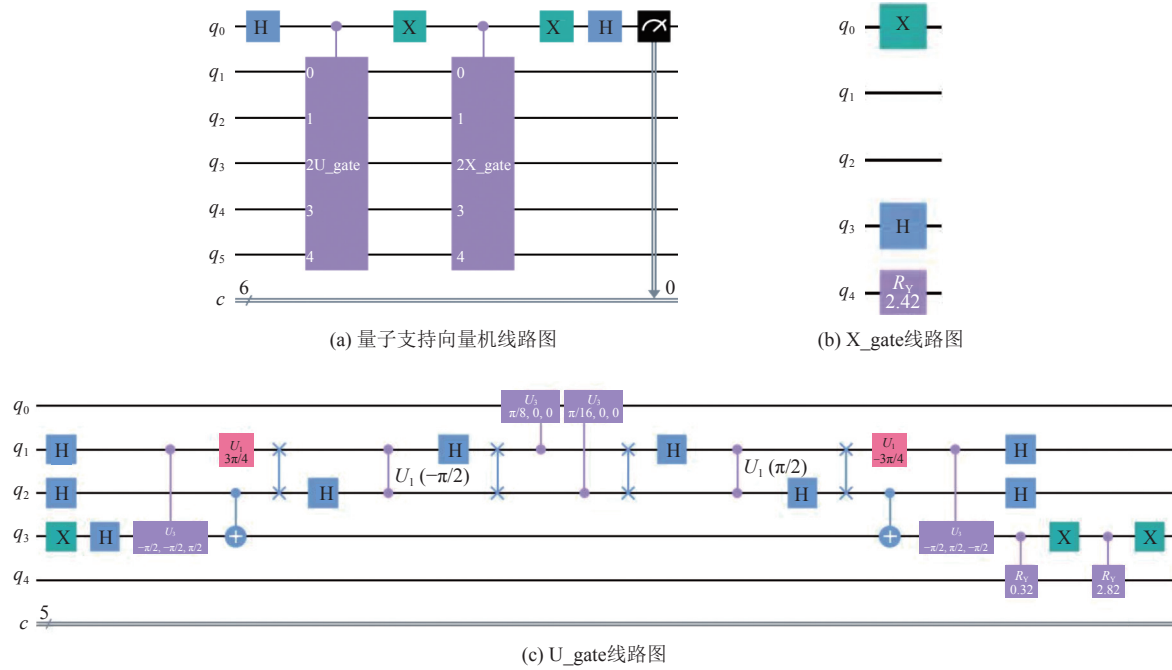 q0 H X X H
q1 0 0
q2 1 1
q3 2U_gate 2X_gate
q4 3 3
q5 4 4
c 6 0
(a) 量子支持向量机线路图
q0 X
q1
q2
q3 H
q4 RY
2.42
(b) X_gate线路图
q0 U3 U3
π/8, 0, 0 π/16, 0, 0
q1 H U1 H H U1 H
3π/4 −3π/4
U1 (−π/2) U1 (π/2)
q2 H H H H
q3 X H U3 U3 X X
−π/2, −π/2, π/2 −π/2, π/2, −π/2
q4 RY RY
0.32 2.82
c 5
(c) U_gate线路图